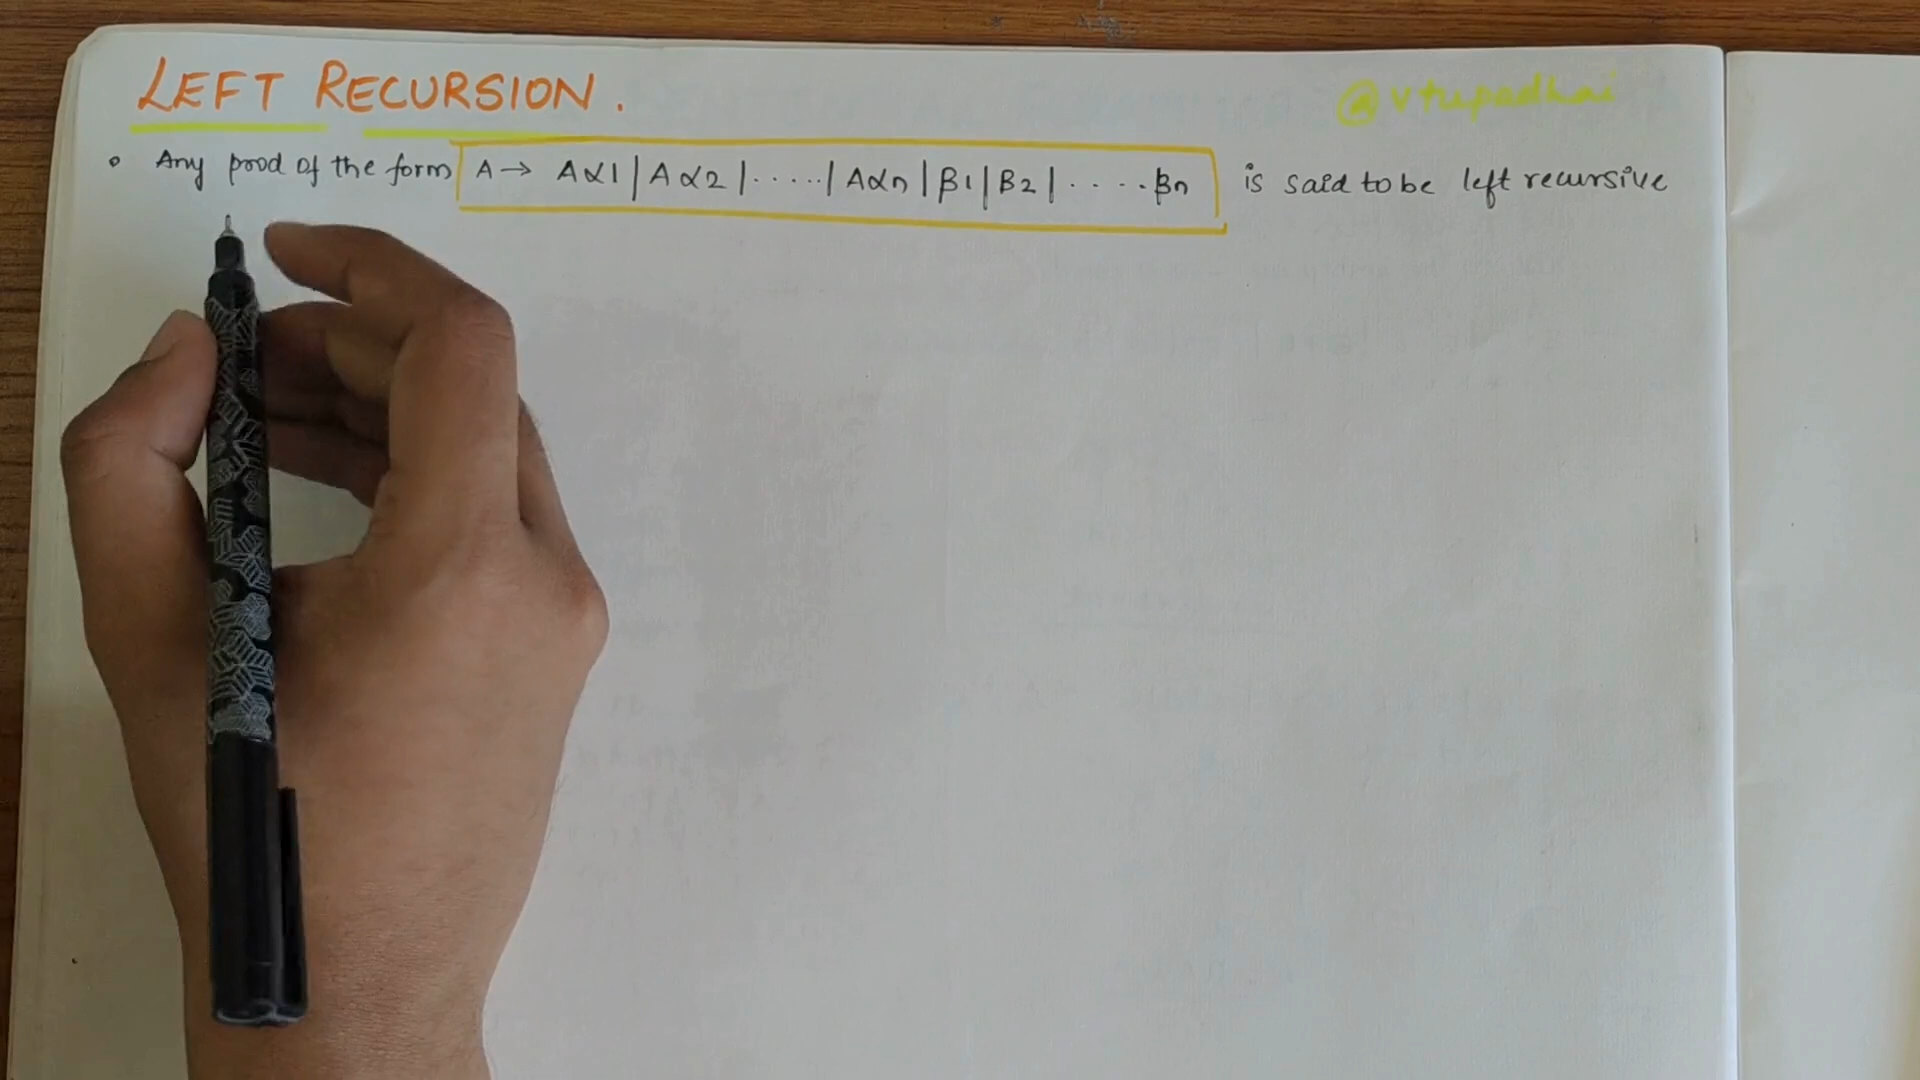 LEFT RECURSION.
@vtupadhai
• Any prod of the form A → Aα1 | Aα2 | ..... | Aαn | β1 | β2 | ..... βn is said to be left recursive